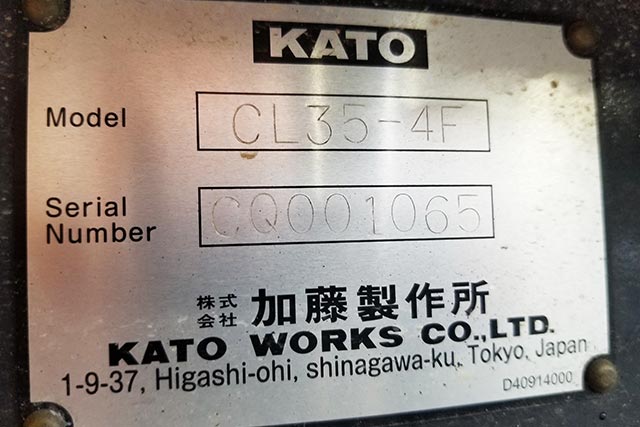 KATO
Model CL35-4F
Serial Number CQ001065
株式会社 加藤製作所
KATO WORKS CO.,LTD.
1-9-37, Higashi-ohi, shinagawa-ku, Tokyo, Japan
D40914000